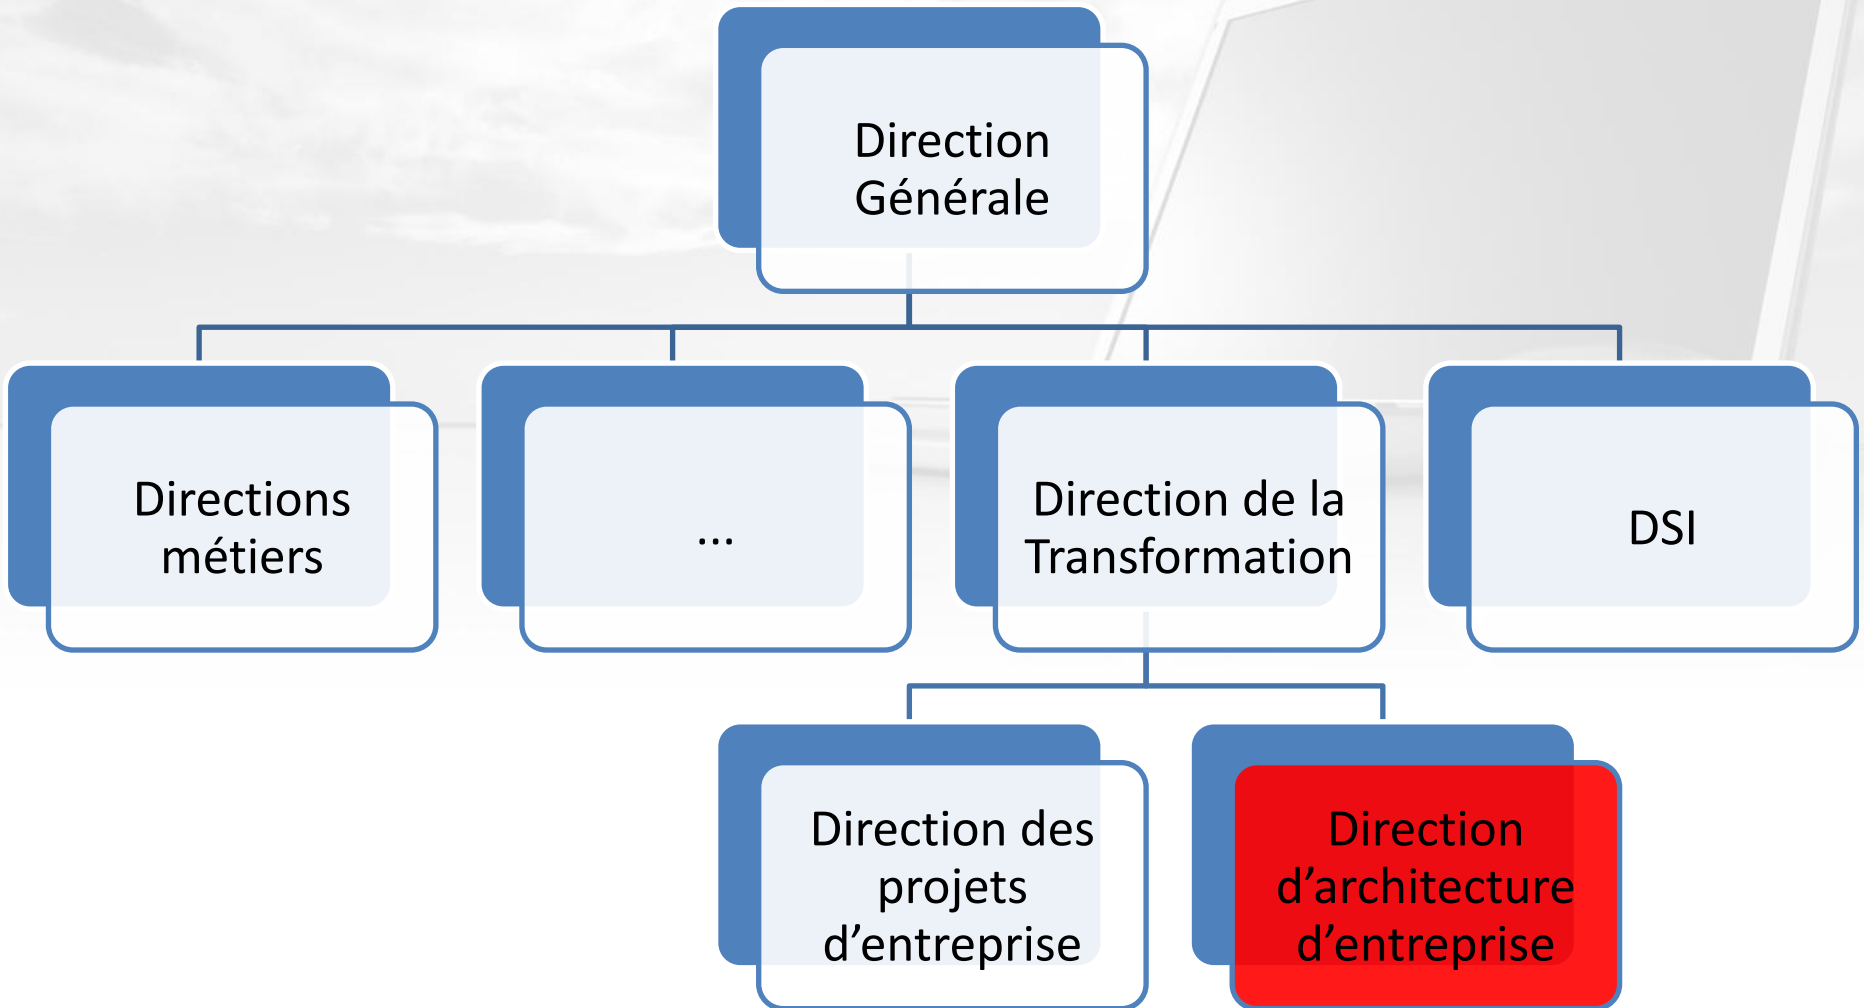 Direction
Générale
Directions
métiers
...
Direction de la
Transformation
DSI
Direction des
projets
d’entreprise
Direction
d’architecture
d’entreprise